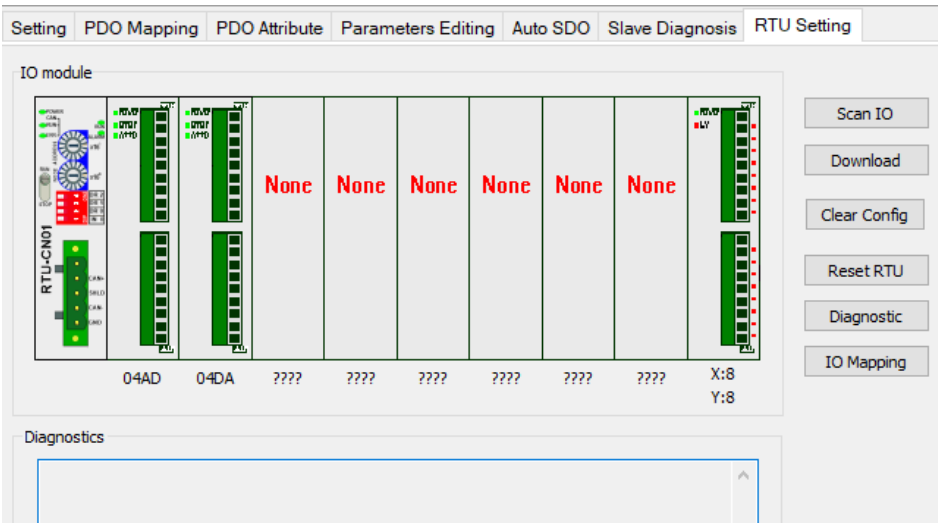 Setting PDO Mapping PDO Attribute Parameters Editing Auto SDO Slave Diagnosis RTU Setting
IO module
Scan IO
Download
None None None None None None
Clear Config
RTU-CN01
Reset RTU
Diagnostic
IO Mapping
04AD 04DA ???? ???? ???? ???? ???? ???? X:8
Y:8
Diagnostics